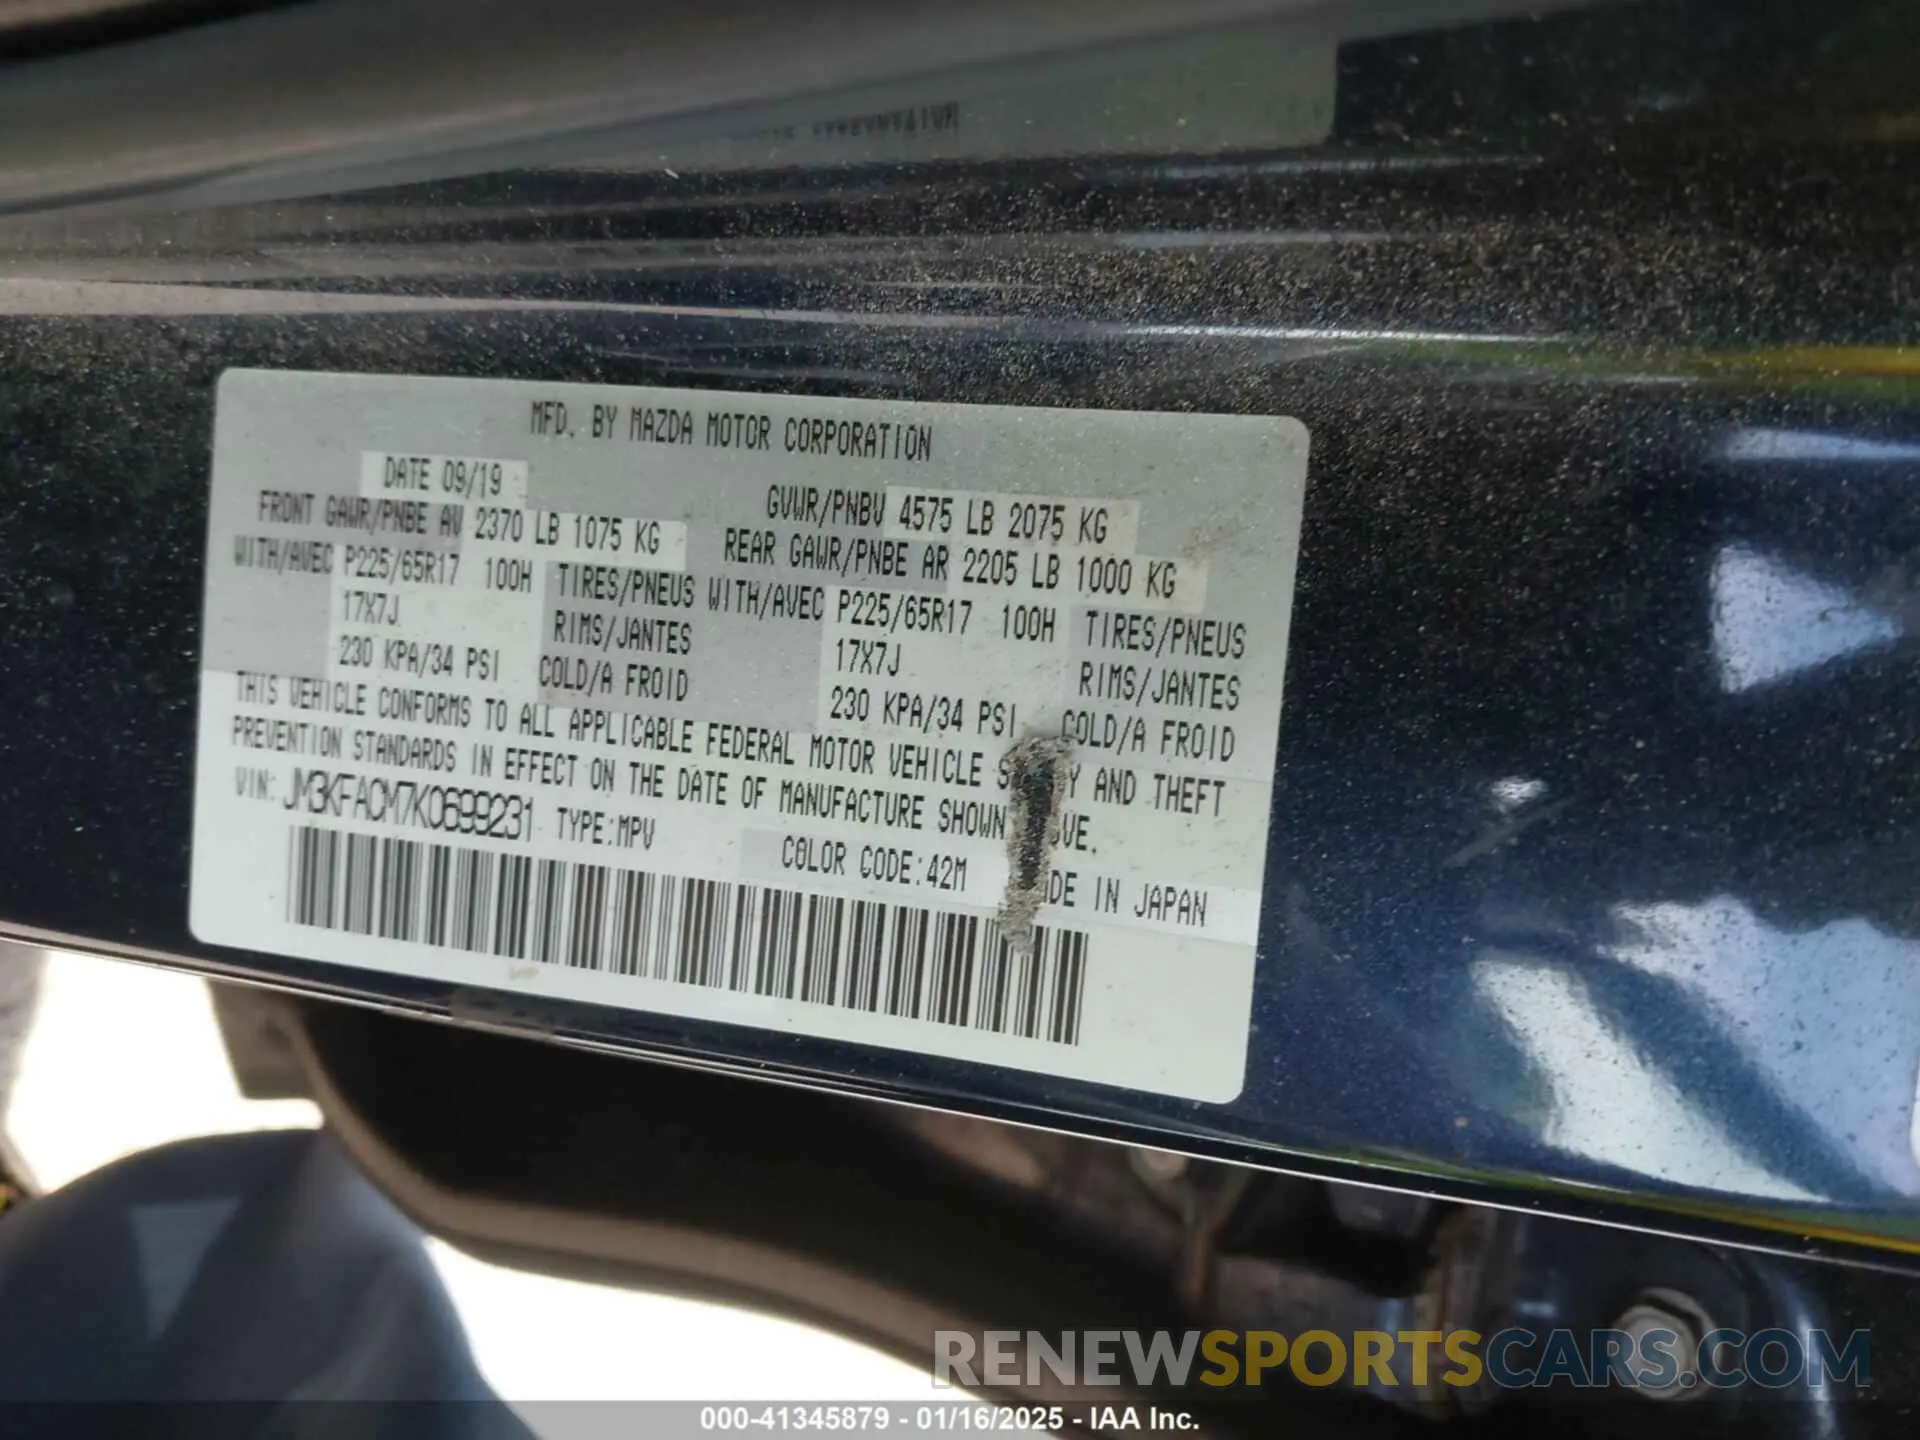 MFD. BY MAZDA MOTOR CORPORATION
DATE 09/19 GVWR/PNBV 4575 LB 2075 KG
FRONT GAWR/PNBE AV 2370 LB 1075 KG REAR GAWR/PNBE AR 2205 LB 1000 KG
WITH/AVEC P225/65R17 100H TIRES/PNEUS WITH/AVEC P225/65R17 100H TIRES/PNEUS
17X7J RIMS/JANTES 17X7J RIMS/JANTES
230 KPA/34 PSI COLD/A FROID 230 KPA/34 PSI COLD/A FROID
THIS VEHICLE CONFORMS TO ALL APPLICABLE FEDERAL MOTOR VEHICLE AND THEFT
PREVENTION STANDARDS IN EFFECT ON THE DATE OF MANUFACTURE SHOWN
VIN: JM3KFACM7K0699231 TYPE:MPV COLOR CODE:42M IN JAPAN
RENEWSPORTSCARS.COM
000-41345879 - 01/16/2025 - IAA Inc.